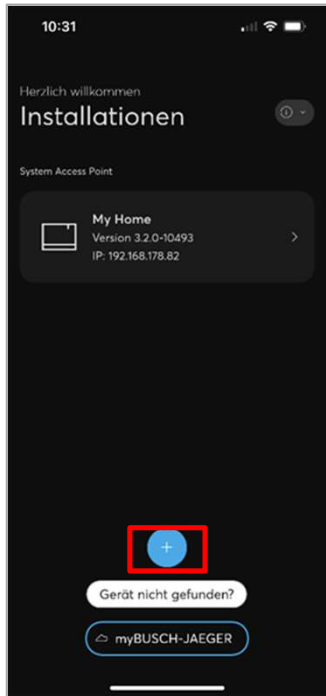 10:31
Herzlich willkommen
Installationen
System Access Point
My Home
Version 3.2.0-10493
IP: 192.168.178.82
Gerät nicht gefunden?
myBUSCH-JAEGER